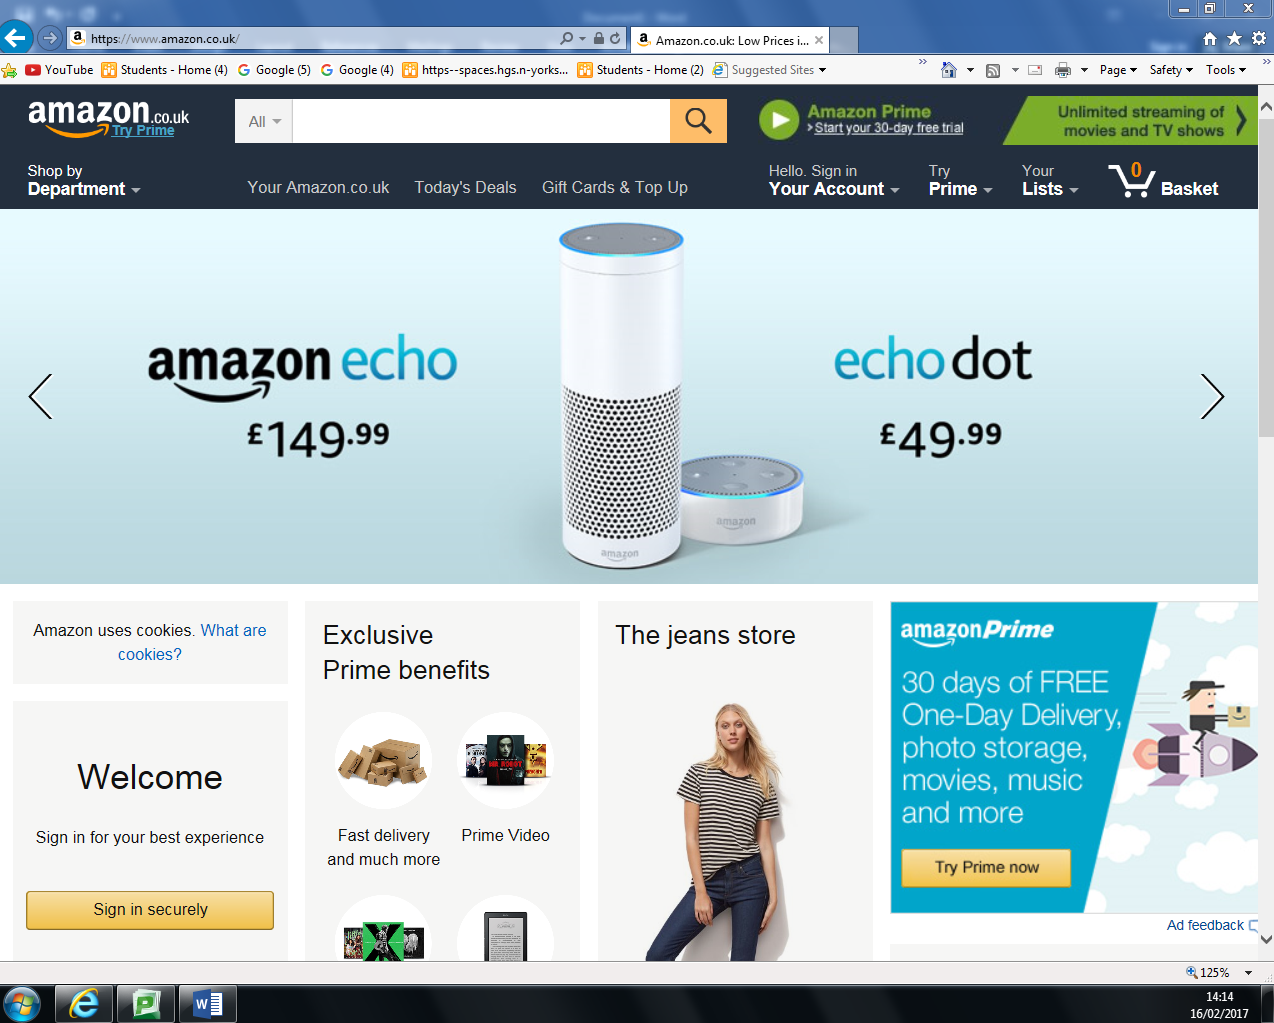 https://www.amazon.co.uk/
Amazon.co.uk: Low Prices i...
YouTube
Students - Home (4)
Google (5)
Google (4)
https--spaces.hgs.n-yorks...
Students - Home (2)
Suggested Sites
Page
Safety
Tools
amazon.co.uk
Try Prime
All
Amazon Prime
Start your 30-day free trial
Unlimited streaming of
movies and TV shows
Shop by
Department
Your Amazon.co.uk
Today's Deals
Gift Cards & Top Up
Hello. Sign in
Your Account
Try
Prime
Your
Lists
0
Basket
amazon echo
£149.99
echo dot
£49.99
amazon
amazon
Amazon uses cookies. What are
cookies?
Welcome
Sign in for your best experience
Sign in securely
Exclusive
Prime benefits
Fast delivery
and much more
Prime Video
The jeans store
amazonPrime
30 days of FREE
One-Day Delivery,
photo storage,
movies, music
and more
Try Prime now
Ad feedback
125%
14:14
16/02/2017